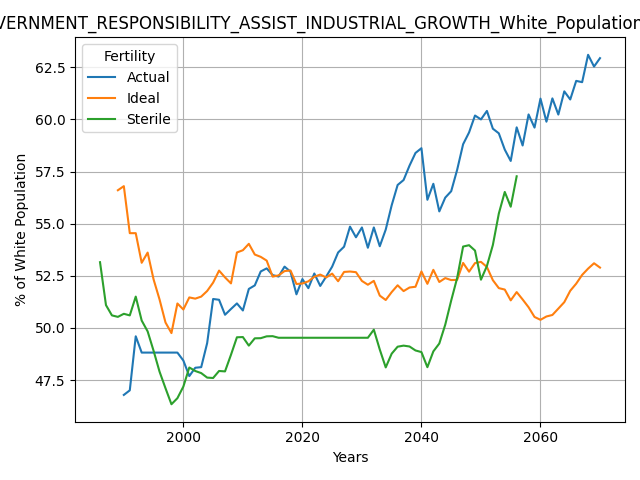 VERNMENT_RESPONSIBILITY_ASSIST_INDUSTRIAL_GROWTH_White_Population
Fertility
Actual
Ideal
Sterile
% of White Population
62.5
60.0
57.5
55.0
52.5
50.0
47.5
2000
2020
2040
2060
Years